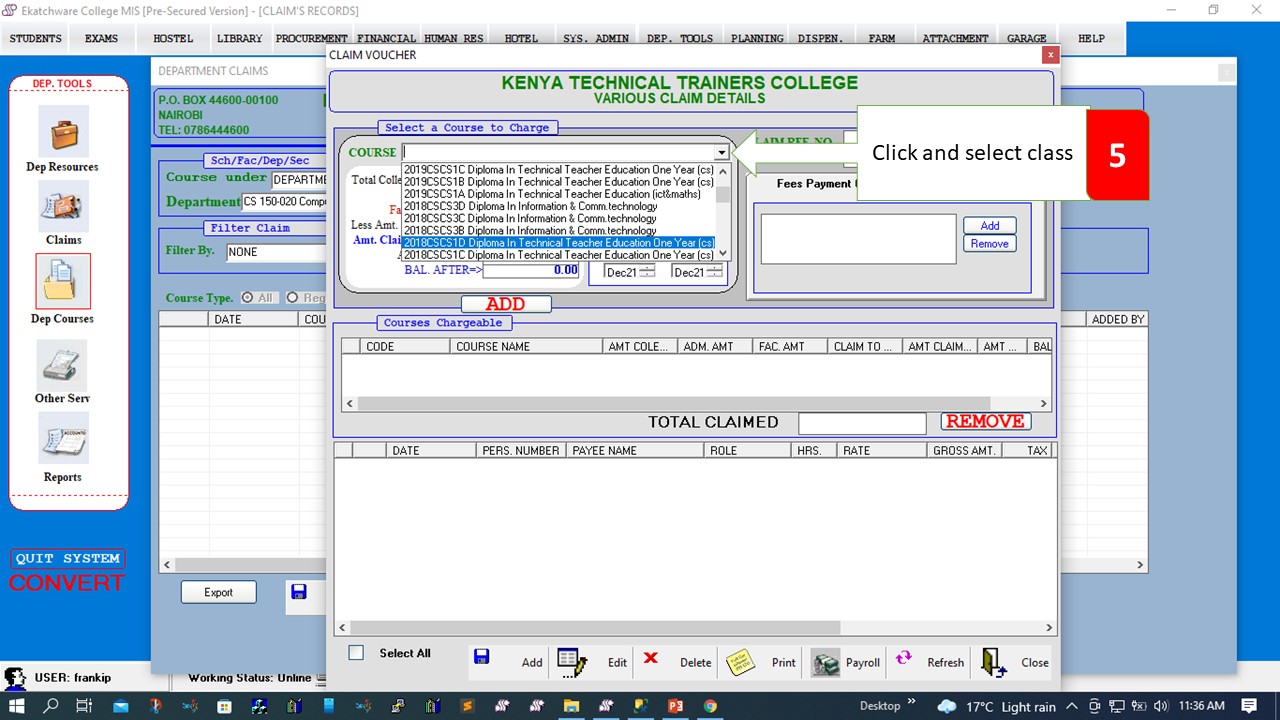 Ekatchware College MIS [Pre-Secured Version] - [CLAIM'S RECORDS]
STUDENTS EXAMS HOSTEL LIBRARY PROCUREMENT FINANCIAL HUMAN RES HOTEL SYS. ADMIN DEP. TOOLS PLANNING DISPEN. FARM ATTACHMENT GARAGE HELP
DEP. TOOLS
Dep Resources
Claims
Dep Courses
Other Serv
Reports
QUIT SYSTEM
CONVERT
DEPARTMENT CLAIMS
P.O. BOX 44600-00100
NAIROBI
TEL: 0786444600
Sch/Fac/Dep/Sec
Course under DEPARTME
Department CS 150-020 Compu
Filter Claim
Filter By. NONE
Course Type. All Reg
DATE COU
ADDED BY
Export
CLAIM VOUCHER
KENYA TECHNICAL TRAINERS COLLEGE
VARIOUS CLAIM DETAILS
Select a Course to Charge
COURSE
Total Colle
Less Amt.
Amt. Clai
2019CSCS1C Diploma In Technical Teacher Education One Year (cs)
2019CSCS1B Diploma In Technical Teacher Education One Year (cs)
2019CSCS1A Diploma In Technical Teacher Education (ict&maths)
2018CSCS3D Diploma In Information & Comm.technology
2018CSCS3C Diploma In Information & Comm.technology
2018CSCS3B Diploma In Information & Comm.technology
2018CSCS1D Diploma In Technical Teacher Education One Year (cs)
2018CSCS1C Diploma In Technical Teacher Education One Year (cs)
BAL. AFTER=> 0.00
Dec21 Dec21
ADD
Click and select class
5
Fees Payment
Add
Remove
Courses Chargeable
CODE COURSE NAME AMT COLE... ADM. AMT FAC. AMT CLAIM TO ... AMT CLAIM... AMT ... BAL
TOTAL CLAIMED REMOVE
DATE PERS. NUMBER PAYEE NAME ROLE HRS. RATE GROSS AMT. TAX
Select All Add Edit Delete Print Payroll Refresh Close
USER: frankip Working Status: Online
Desktop 17°C Light rain 11:36 AM